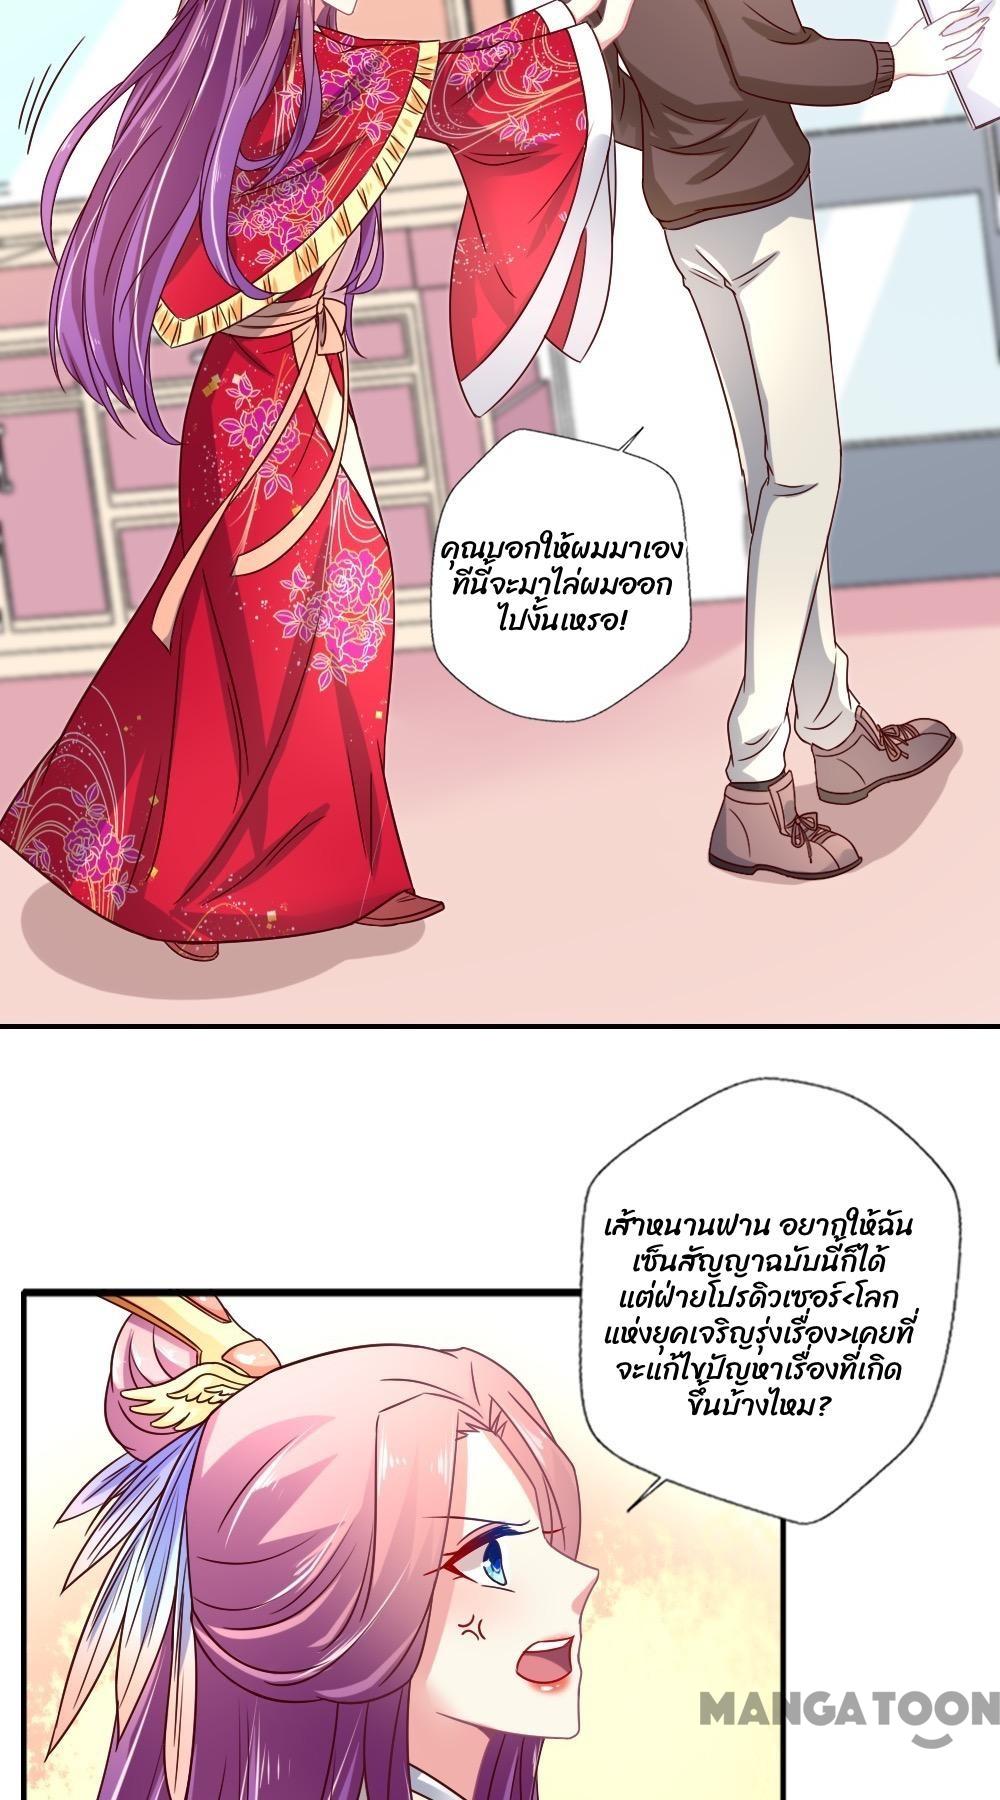 คุณบอกให้ผมมาเอง
ทีนี้จะมาไล่ผมออก
ไปงั้นเหรอ!
เส้าหนานฟาน อยากให้ฉัน
เซ็นสัญญาฉบับนี้ก็ได้
แต่ฝ่ายโปรดิวเซอร์<โลก
แห่งยุคเจริญรุ่งเรื่อง>เคยที่
จะแก้ไขปัญหาเรื่องที่เกิด
ขึ้นบ้างไหม?
MANGATOON